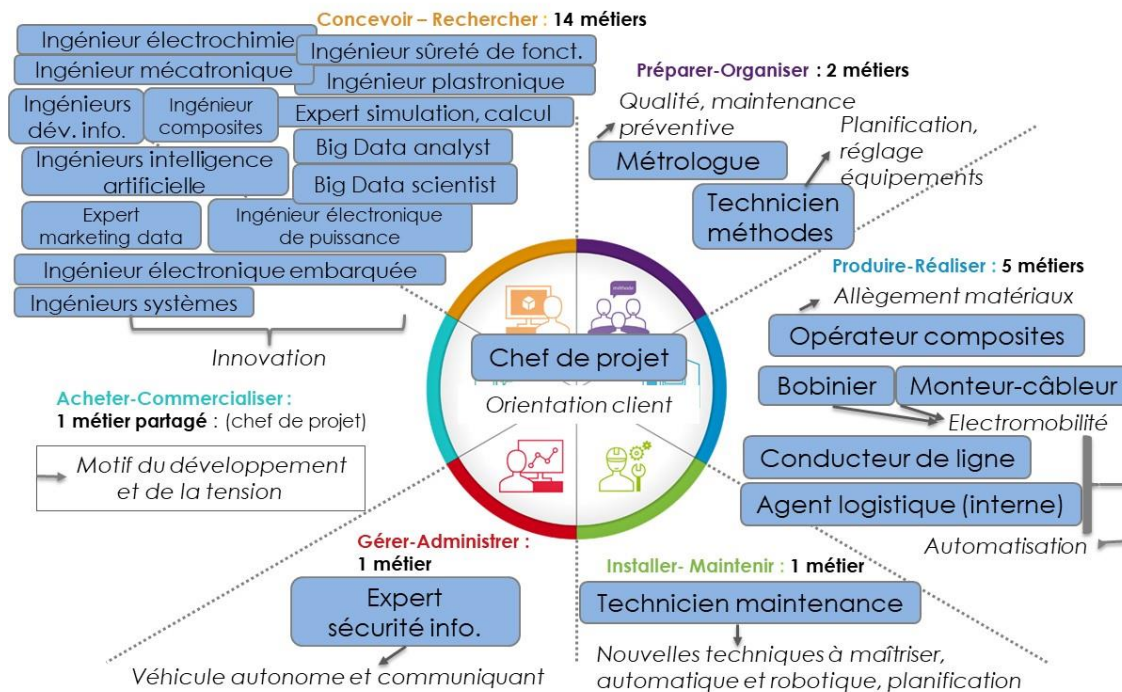 Concevoir – Rechercher : 14 métiers
Ingénieur électrochimie
Ingénieur sûreté de fonct.
Ingénieur mécatronique
Ingénieur plastronique
Ingénieurs
dév. info.
Ingénieur
composites
Expert simulation, calcul
Ingénieurs intelligence
artificielle
Big Data analyst
Big Data scientist
Expert
marketing data
Ingénieur électronique
de puissance
Ingénieur électronique embarquée
Ingénieurs systèmes
Innovation
Préparer-Organiser : 2 métiers
Qualité, maintenance
préventive
Métrologue
Planification,
réglage
équipements
Technicien
méthodes
Produire-Réaliser : 5 métiers
Allègement matériaux
Opérateur composites
Bobinier
Monteur-câbleur
Electromobilité
Conducteur de ligne
Agent logistique (interne)
Automatisation
méthode
Chef de projet
Orientation client
Acheter-Commercialiser :
1 métier partagé : (chef de projet)
Motif du développement
et de la tension
Gérer-Administrer :
1 métier
Expert
sécurité info.
Véhicule autonome et communiquant
Installer- Maintenir : 1 métier
Technicien maintenance
Nouvelles techniques à maîtriser,
automatique et robotique, planification